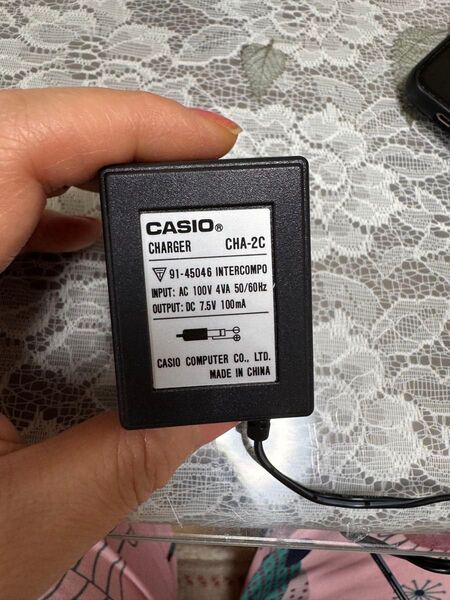 CASIO®
CHARGER CHA-2C
91-45046 INTERCOMPO
INPUT: AC 100V 4VA 50/60Hz
OUTPUT: DC 7.5V 100mA
CASIO COMPUTER CO., LTD.
MADE IN CHINA